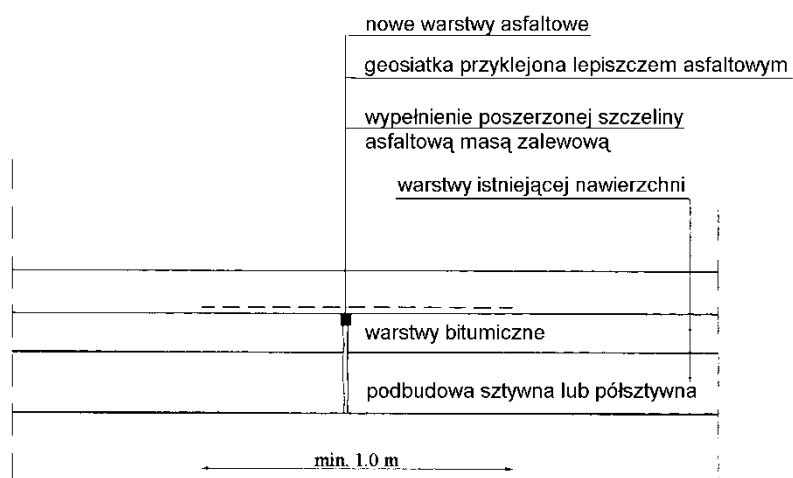 nowe warstwy asfaltowe
geosiatka przyklejona lepiszczem asfaltowym
wypełnienie poszerzonej szczeliny
asfaltową masą zalewową
warstwy istniejącej nawierzchni
warstwy bitumiczne
podbudowa sztywna lub półsztywna
min. 1.0 m